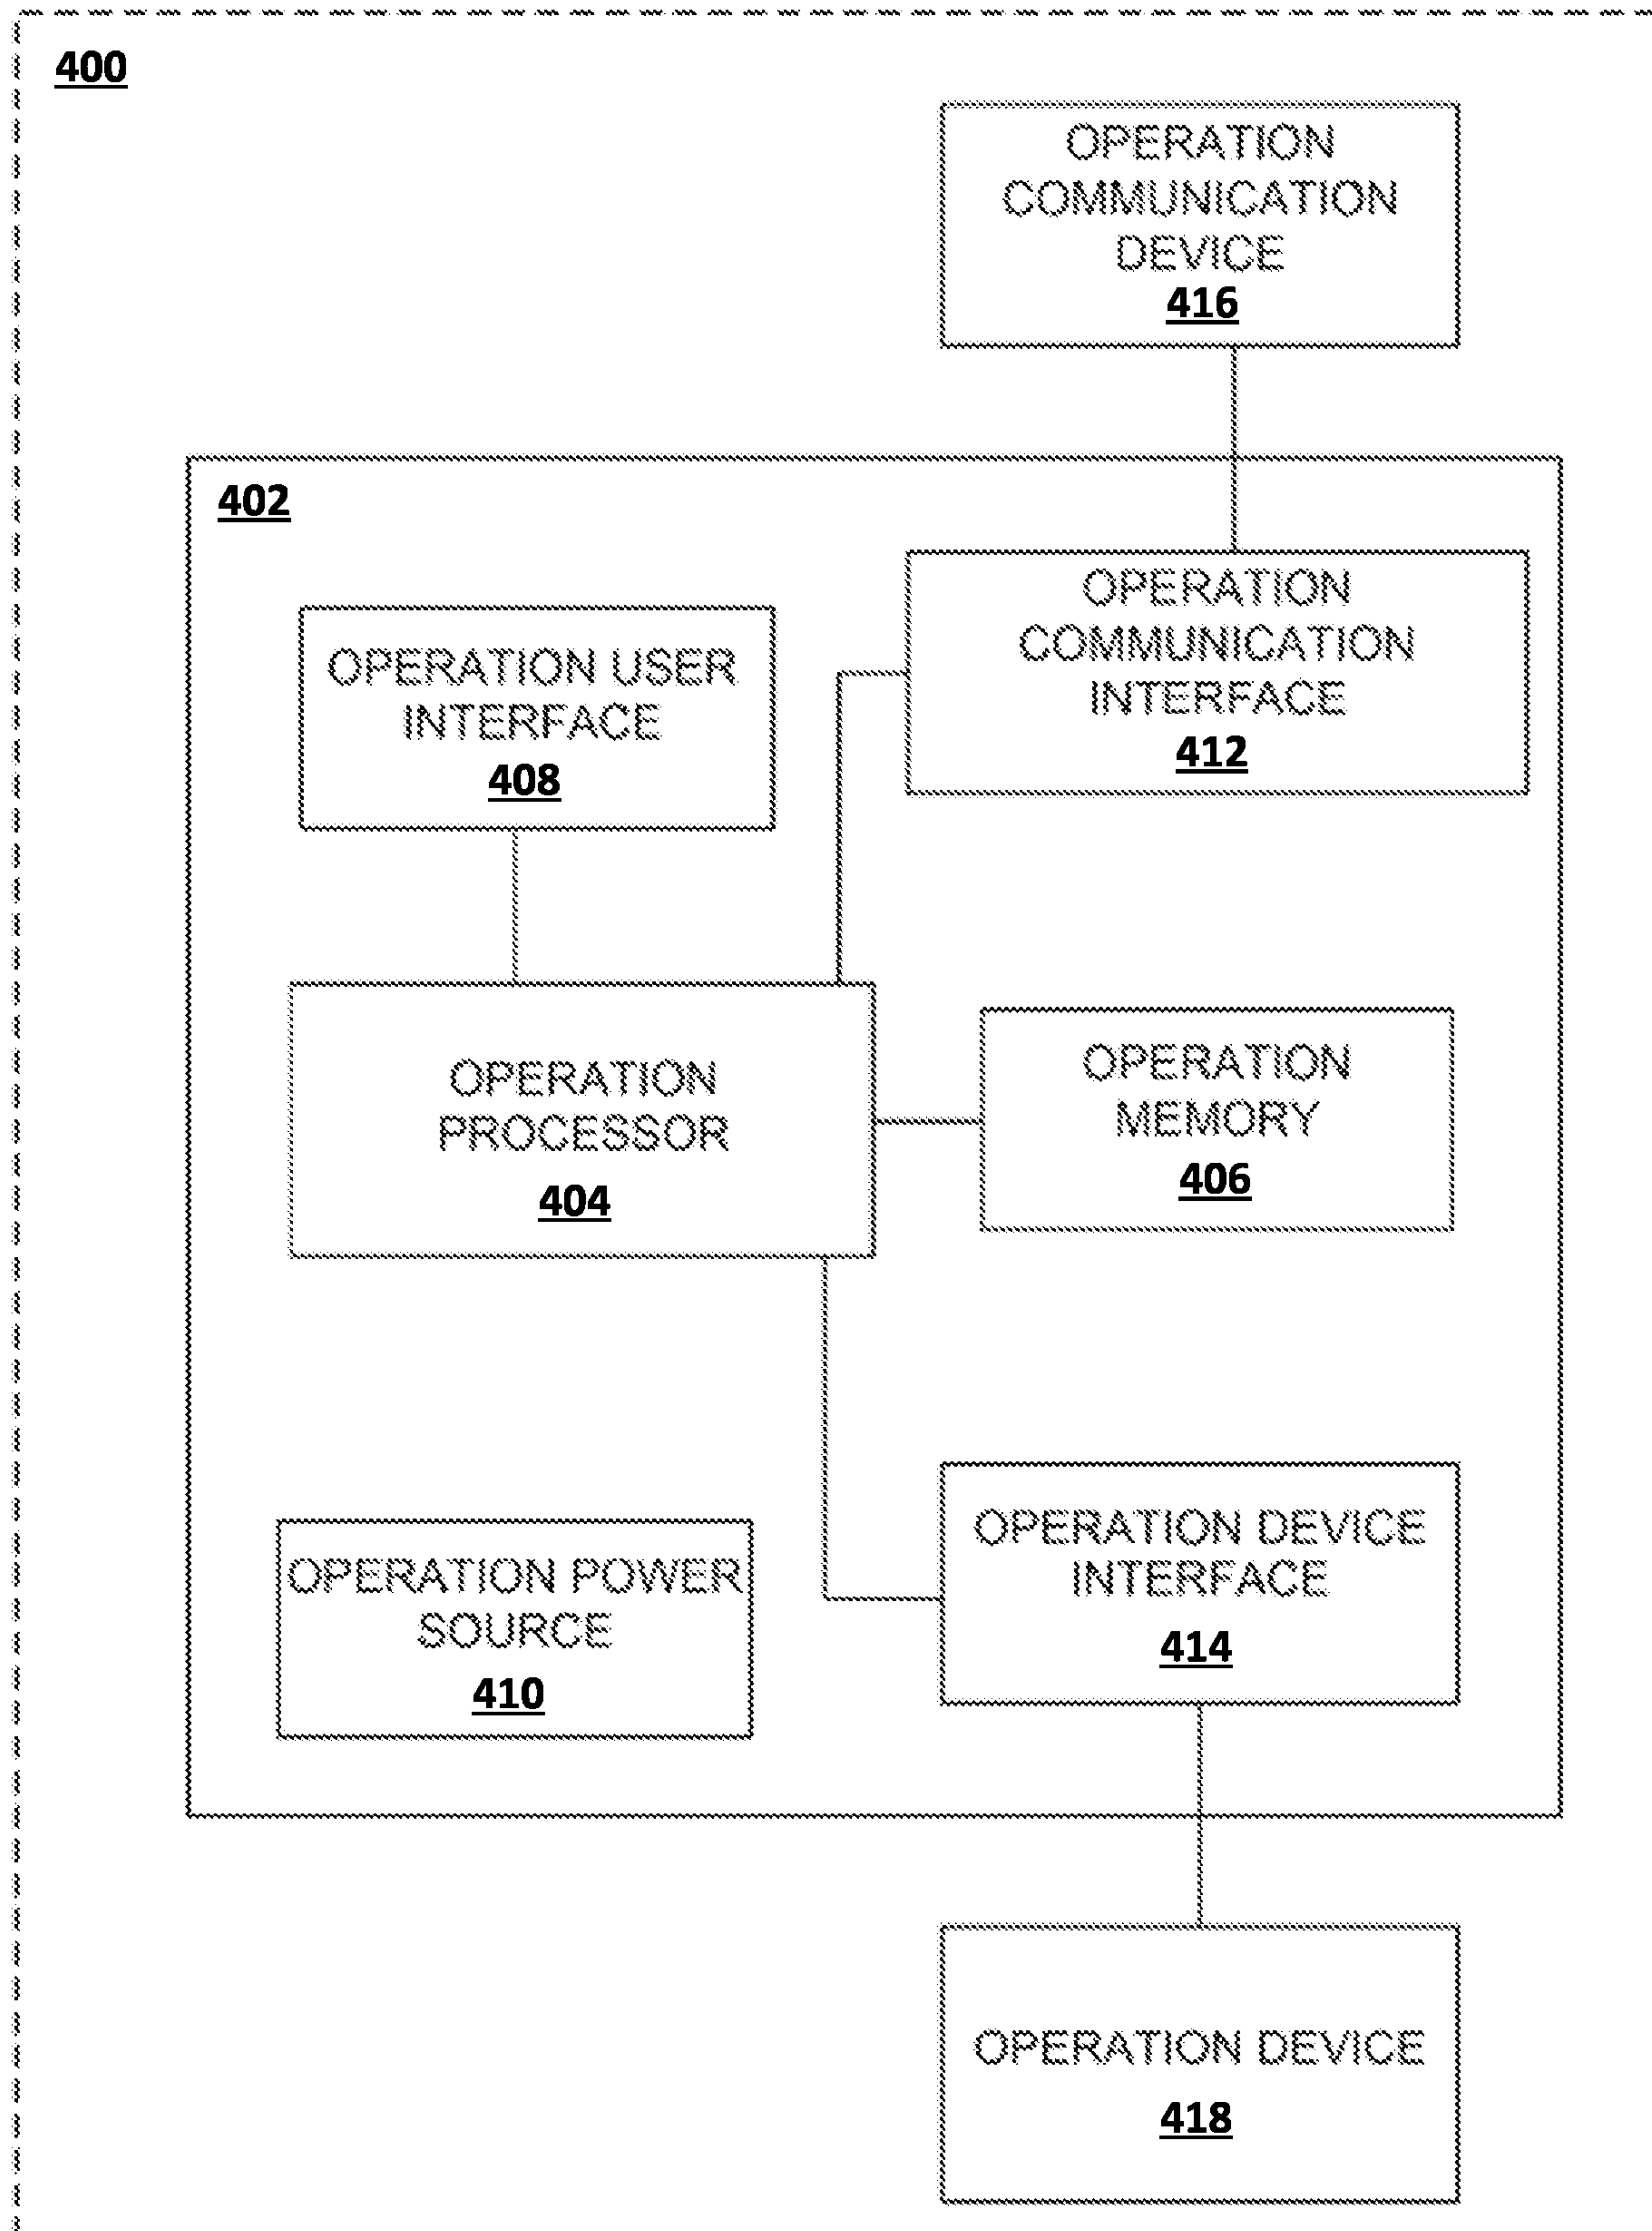 400
OPERATION
COMMUNICATION
DEVICE
416
402
OPERATION USER
INTERFACE
408
OPERATION
COMMUNICATION
INTERFACE
412
OPERATION
PROCESSOR
404
OPERATION
MEMORY
406
OPERATION POWER
SOURCE
410
OPERATION DEVICE
INTERFACE
414
OPERATION DEVICE
418